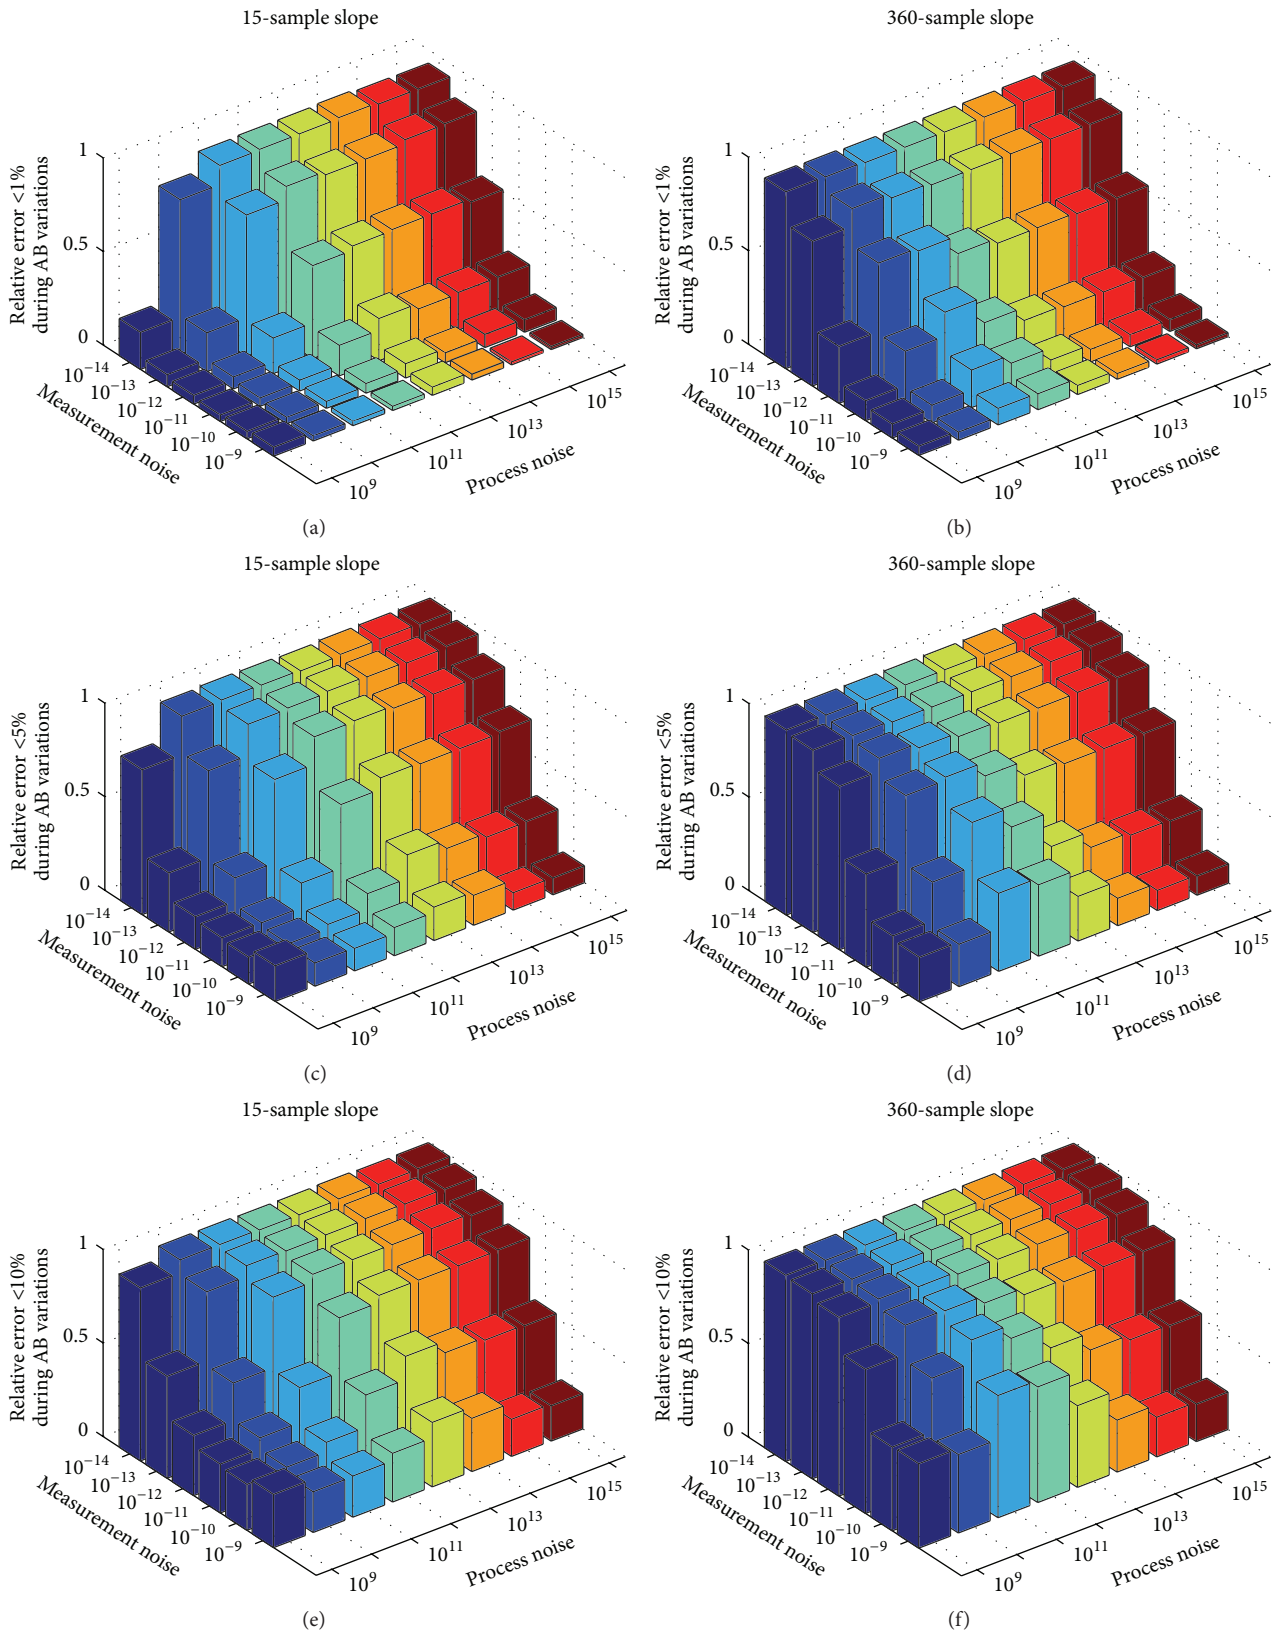 15-sample slope
Relative error <1%
during AB variations
1
0.5
0
10−14
10−13
10−12
10−11
10−10
10−9
Measurement noise
10^9
10^11
10^13
10^15
Process noise
(a)
360-sample slope
Relative error <1%
during AB variations
1
0.5
0
10−14
10−13
10−12
10−11
10−10
10−9
Measurement noise
10^9
10^11
10^13
10^15
Process noise
(b)
15-sample slope
Relative error <5%
during AB variations
1
0.5
0
10−14
10−13
10−12
10−11
10−10
10−9
Measurement noise
10^9
10^11
10^13
10^15
Process noise
(c)
360-sample slope
Relative error <5%
during AB variations
1
0.5
0
10−14
10−13
10−12
10−11
10−10
10−9
Measurement noise
10^9
10^11
10^13
10^15
Process noise
(d)
15-sample slope
Relative error <10%
during AB variations
1
0.5
0
10−14
10−13
10−12
10−11
10−10
10−9
Measurement noise
10^9
10^11
10^13
10^15
Process noise
(e)
360-sample slope
Relative error <10%
during AB variations
1
0.5
0
10−14
10−13
10−12
10−11
10−10
10−9
Measurement noise
10^9
10^11
10^13
10^15
Process noise
(f)